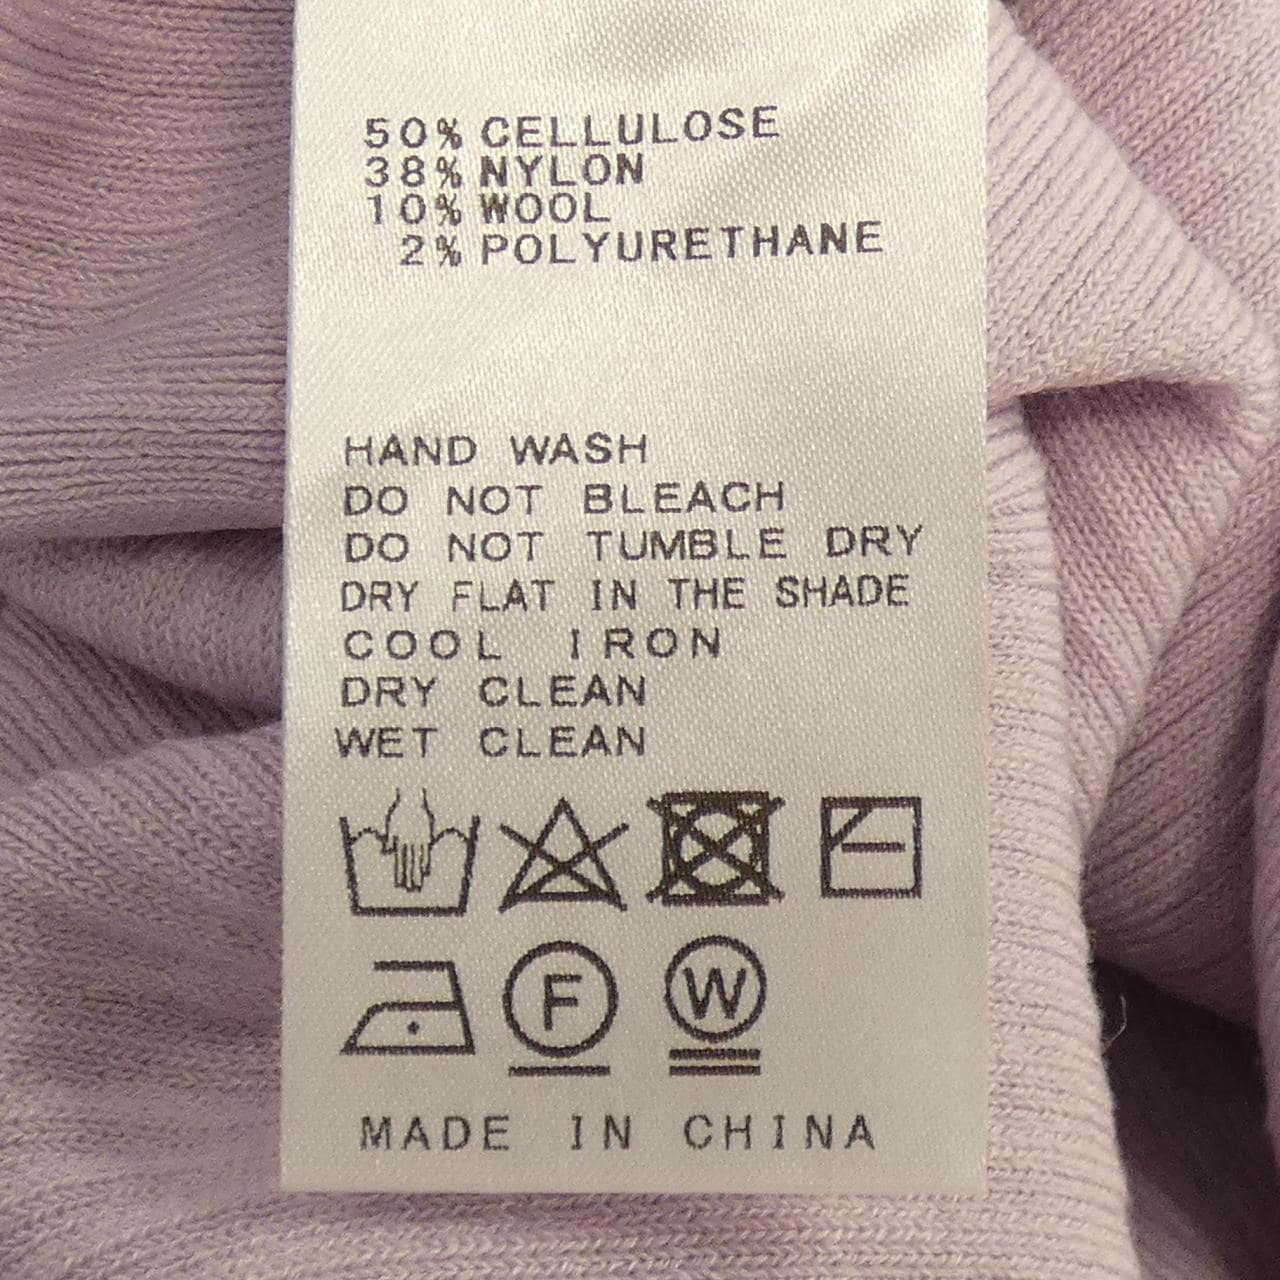 50% CELLULOSE
38% NYLON
10% WOOL
2% POLYURETHANE
HAND WASH
DO NOT BLEACH
DO NOT TUMBLE DRY
DRY FLAT IN THE SHADE
COOL IRON
DRY CLEAN
WET CLEAN
F W
MADE IN CHINA